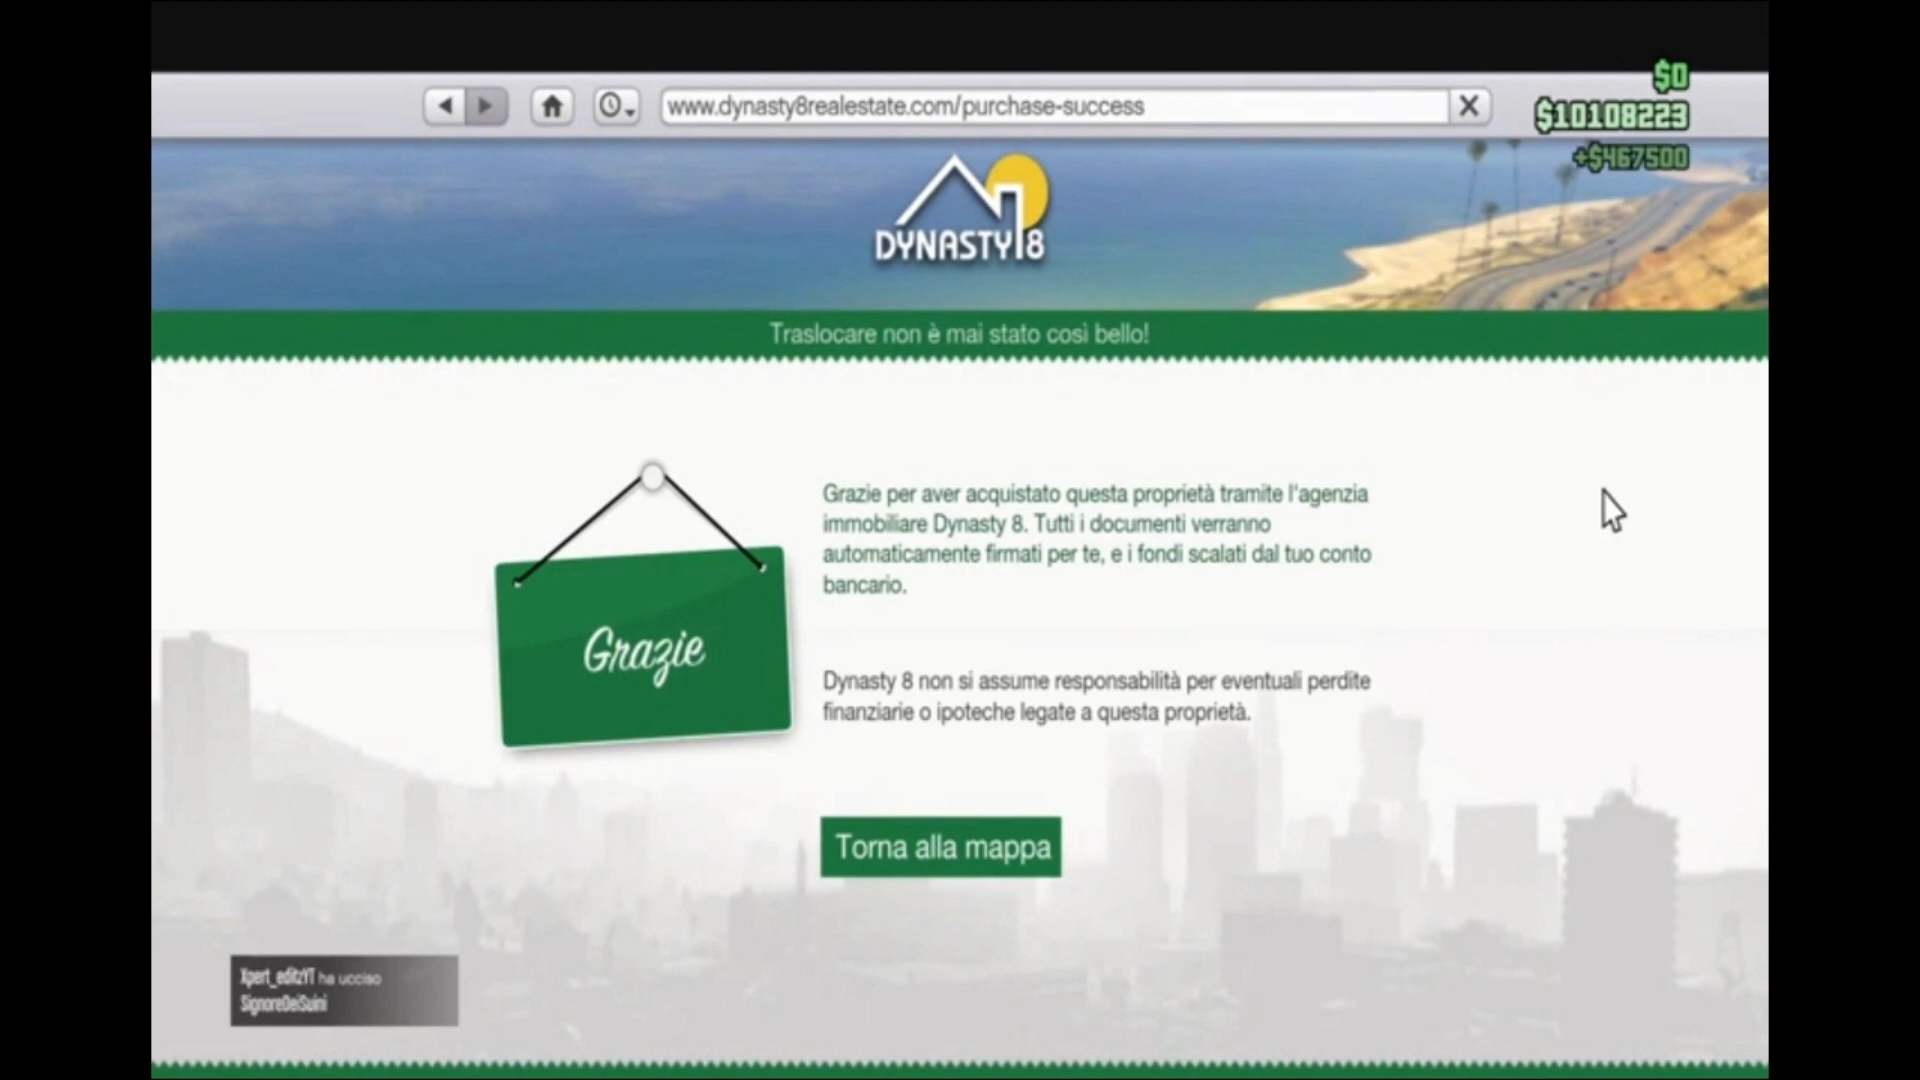 $0
www.dynasty8realestate.com/purchase-success
$10108223
+$467500
DYNASTY 8
Traslocare non è mai stato così bello!
Grazie per aver acquistato questa proprietà tramite l'agenzia
immobiliare Dynasty 8. Tutti i documenti verranno
automaticamente firmati per te, e i fondi scalati dal tuo conto
bancario.
Grazie
Dynasty 8 non si assume responsabilità per eventuali perdite
finanziarie o ipoteche legate a questa proprietà.
Torna alla mappa
Xpert_editzYT ha ucciso
SignoreDeiSuini